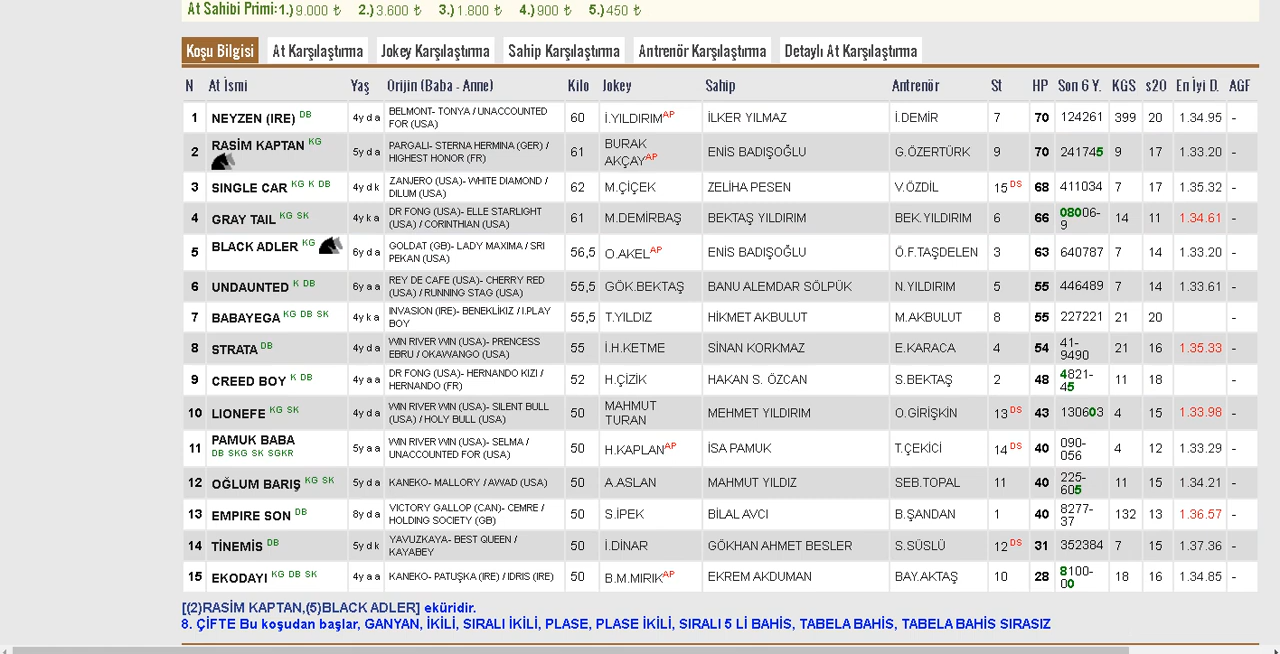 At Sahibi Primi:1.) 9.000 ₺ 2.) 3.600 ₺ 3.) 1.800 ₺ 4.) 900 ₺ 5.) 450 ₺
Koşu Bilgisi At Karşılaştırma Jokey Karşılaştırma Sahip Karşılaştırma Antrenör Karşılaştırma Detaylı At Karşılaştırma
N At İsmi Yaş Orijin (Baba - Anne) Kilo Jokey Sahip Antrenör St HP Son 6 Y. KGS s20 En İyi D. AGF
1 NEYZEN (IRE) DB 4y d a BELMONT- TONYA / UNACCOUNTED FOR (USA) 60 İ.YILDIRIM AP İLKER YILMAZ İ.DEMİR 7 70 124261 399 20 1.34.95 -
2 RASİM KAPTAN KG 5y d a PARGALI- STERNA HERMINA (GER) / HIGHEST HONOR (FR) 61 BURAK AKÇAY AP ENİS BADIŞOĞLU G.ÖZERTÜRK 9 70 241745 9 17 1.33.20 -
3 SINGLE CAR KG K DB 4y d k ZANJERO (USA)- WHITE DIAMOND / DILUM (USA) 62 M.ÇİÇEK ZELİHA PESEN V.ÖZDİL 15 DS 68 411034 7 17 1.35.32 -
4 GRAY TAIL KG SK 4y k a DR FONG (USA)- ELLE STARLIGHT (USA) / CORINTHIAN (USA) 61 M.DEMİRBAŞ BEKTAŞ YILDIRIM BEK.YILDIRIM 6 66 08006-9 14 11 1.34.61 -
5 BLACK ADLER KG 6y d a GOLDAT (GB)- LADY MAXIMA / SRI PEKAN (USA) 56,5 O.AKEL AP ENİS BADIŞOĞLU Ö.F.TAŞDELEN 3 63 640787 7 14 1.33.20 -
6 UNDAUNTED K DB 6y a a REY DE CAFE (USA)- CHERRY RED (USA) / RUNNING STAG (USA) 55,5 GÖK.BEKTAŞ BANU ALEMDAR SÖLPÜK N.YILDIRIM 5 55 446489 7 14 1.33.61 -
7 BABAYEGA KG DB SK 4y k a INVASION (IRE)- BENEKLİKIZ / I.PLAY BOY 55,5 T.YILDIZ HİKMET AKBULUT M.AKBULUT 8 55 227221 21 20 -
8 STRATA DB 4y d a WIN RIVER WIN (USA)- PRENCESS EBRU / OKAWANGO (USA) 55 İ.H.KETME SİNAN KORKMAZ E.KARACA 4 54 41-9490 21 16 1.35.33 -
9 CREED BOY K DB 4y a a DR FONG (USA)- HERNANDO KIZI / HERNANDO (FR) 52 H.ÇİZİK HAKAN S. ÖZCAN S.BEKTAŞ 2 48 4821-45 11 18 -
10 LIONEFE KG SK 4y d a WIN RIVER WIN (USA)- SILENT BULL (USA) / HOLY BULL (USA) 50 MAHMUT TURAN MEHMET YILDIRIM O.GİRİŞKİN 13 DS 43 130603 4 15 1.33.98 -
11 PAMUK BABA DB SKG SK SGKR 5y a a WIN RIVER WIN (USA)- SELMA / UNACCOUNTED FOR (USA) 50 H.KAPLAN AP İSA PAMUK T.ÇEKİCİ 14 DS 40 090-056 4 12 1.33.29 -
12 OĞLUM BARIŞ KG SK 5y d a KANEKO- MALLORY / AWAD (USA) 50 A.ASLAN MAHMUT YILDIZ SEB.TOPAL 11 40 225-605 11 15 1.34.21 -
13 EMPIRE SON DB 8y d a VICTORY GALLOP (CAN)- CEMRE / HOLDING SOCIETY (GB) 50 S.İPEK BİLAL AVCI B.ŞANDAN 1 40 8277-37 132 13 1.36.57 -
14 TİNEMIS DB 5y d k YAVUZKAYA- BEST QUEEN / KAYABEY 50 İ.DİNAR GÖKHAN AHMET BESLER S.SÜSLÜ 12 DS 31 352384 7 15 1.37.36 -
15 EKODAYI KG DB SK 4y a a KANEKO- PATUŞKA (IRE) / IDRIS (IRE) 50 B.M.MIRIK AP EKREM AKDUMAN BAY.AKTAŞ 10 28 8100-00 18 16 1.34.85 -
[(2)RASİM KAPTAN,(5)BLACK ADLER] eküridir.
8. ÇİFTE Bu koşudan başlar, GANYAN, İKİLİ, SIRALI İKİLİ, PLASE, PLASE İKİLİ, SIRALI 5 Lİ BAHİS, TABELA BAHİS, TABELA BAHİS SIRASIZ